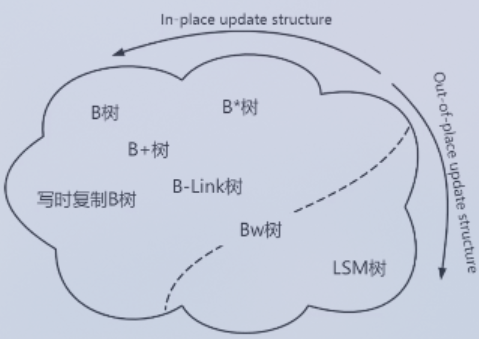 In-place update structure
Out-of-place update structure
B树
B*树
B+树
写时复制B树
B-Link树
Bw树
LSM树